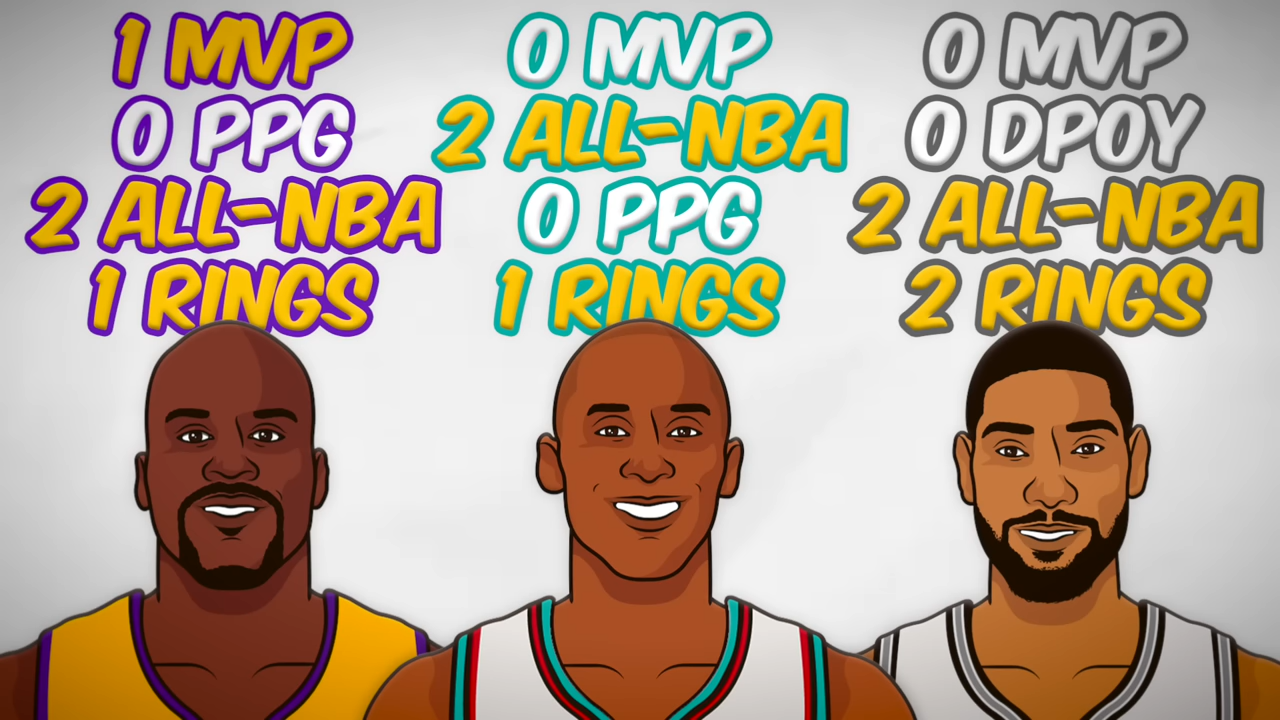 1 MVP
0 PPG
2 ALL-NBA
1 RINGS
0 MVP
2 ALL-NBA
0 PPG
1 RINGS
0 MVP
0 DPOY
2 ALL-NBA
2 RINGS